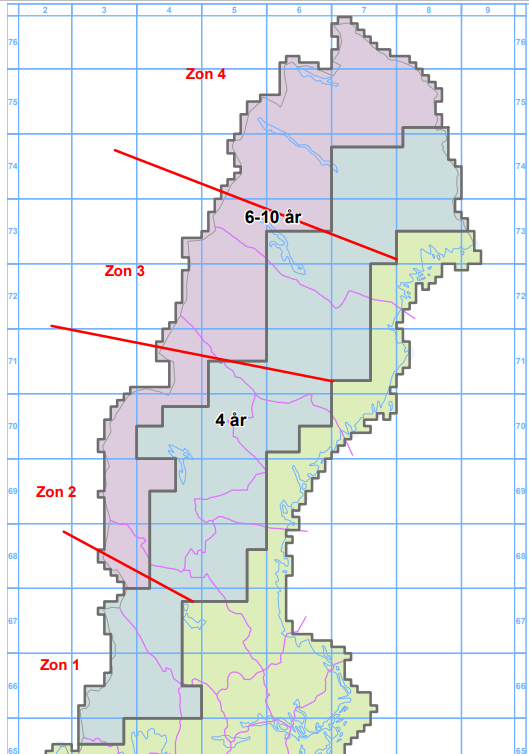 2 3 4 5 6 7 8 9
76 76
Zon 4
75 75
74 74
6-10 år
73 73
Zon 3
72 72
71 71
4 år
70 70
Zon 2
69 69
68 68
67 67
Zon 1
66 66
65 65